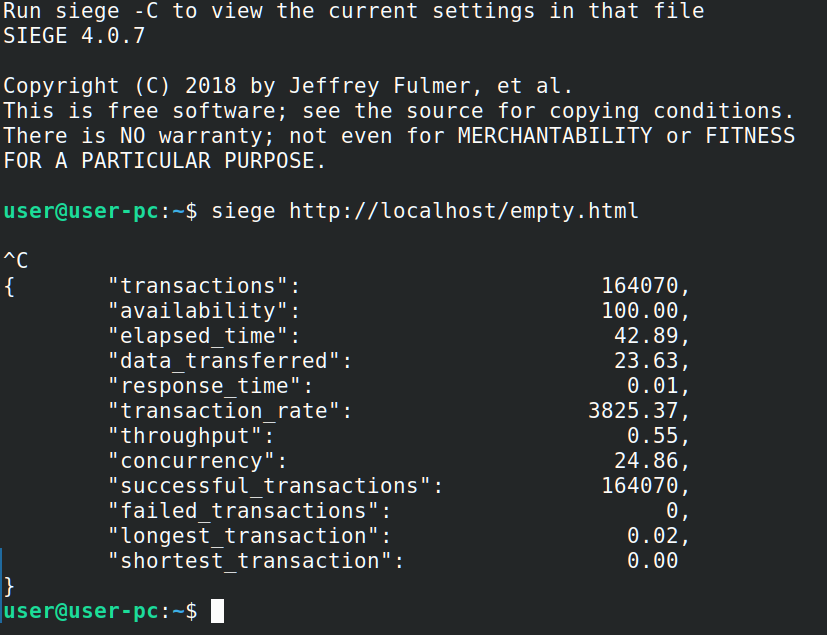 Run siege -C to view the current settings in that file
SIEGE 4.0.7
Copyright (C) 2018 by Jeffrey Fulmer, et al.
This is free software; see the source for copying conditions.
There is NO warranty; not even for MERCHANTABILITY or FITNESS
FOR A PARTICULAR PURPOSE.
user@user-pc:~$ siege http://localhost/empty.html
^C
{ "transactions": 164070,
"availability": 100.00,
"elapsed_time": 42.89,
"data_transferred": 23.63,
"response_time": 0.01,
"transaction_rate": 3825.37,
"throughput": 0.55,
"concurrency": 24.86,
"successful_transactions": 164070,
"failed_transactions": 0,
"longest_transaction": 0.02,
"shortest_transaction": 0.00
}
user@user-pc:~$